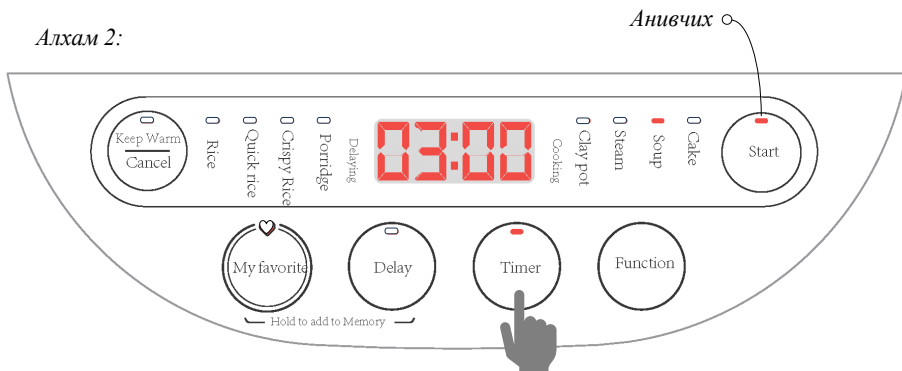 Анивчих
Алхам 2:
Keep Warm
Cancel
Rice
Quick rice
Crispy Rice
Porridge
Delaying
03:00
Cooking
Clay pot
Steam
Soup
Cake
Start
My favorite
Delay
Timer
Function
Hold to add to Memory